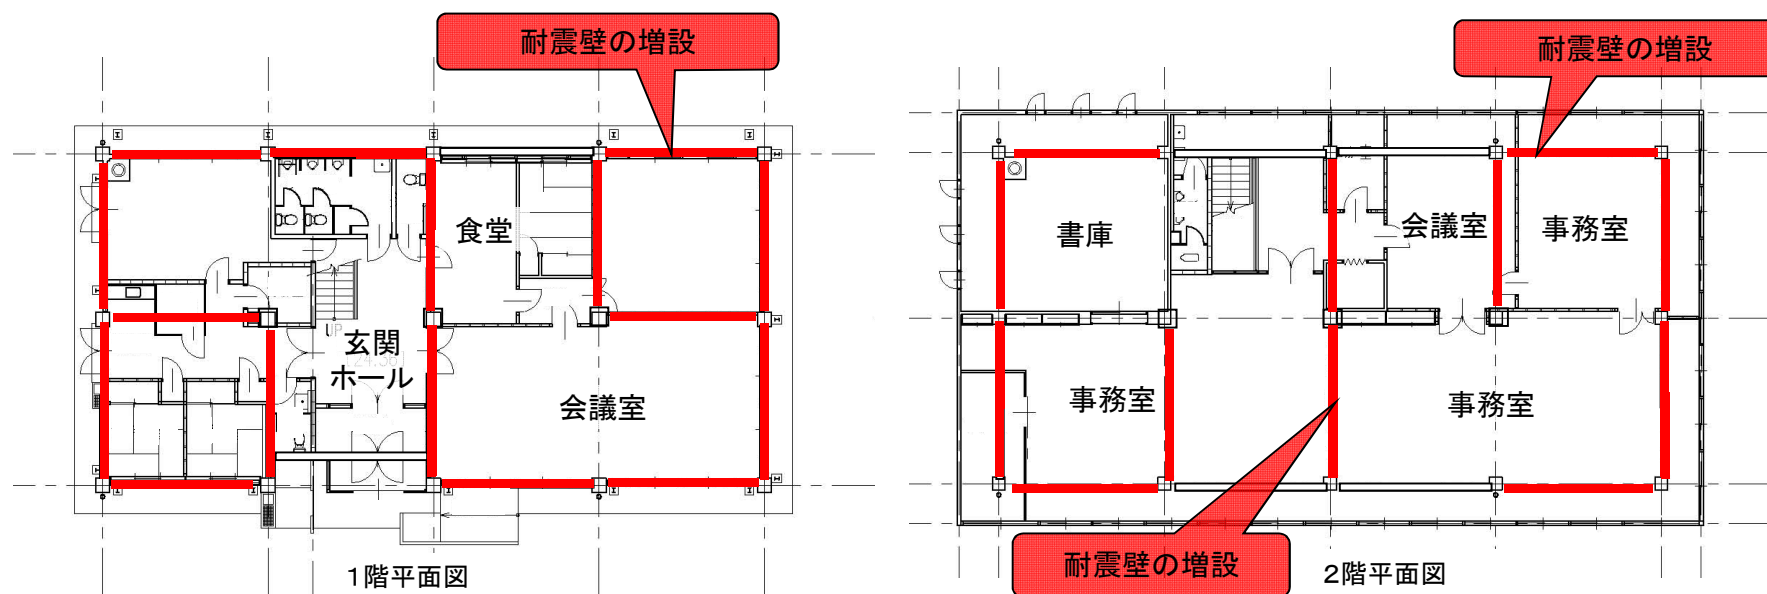 耐震壁の増設
食堂
UP
玄関
ホール
会議室
1階平面図
耐震壁の増設
書庫
会議室
事務室
事務室
事務室
耐震壁の増設
2階平面図